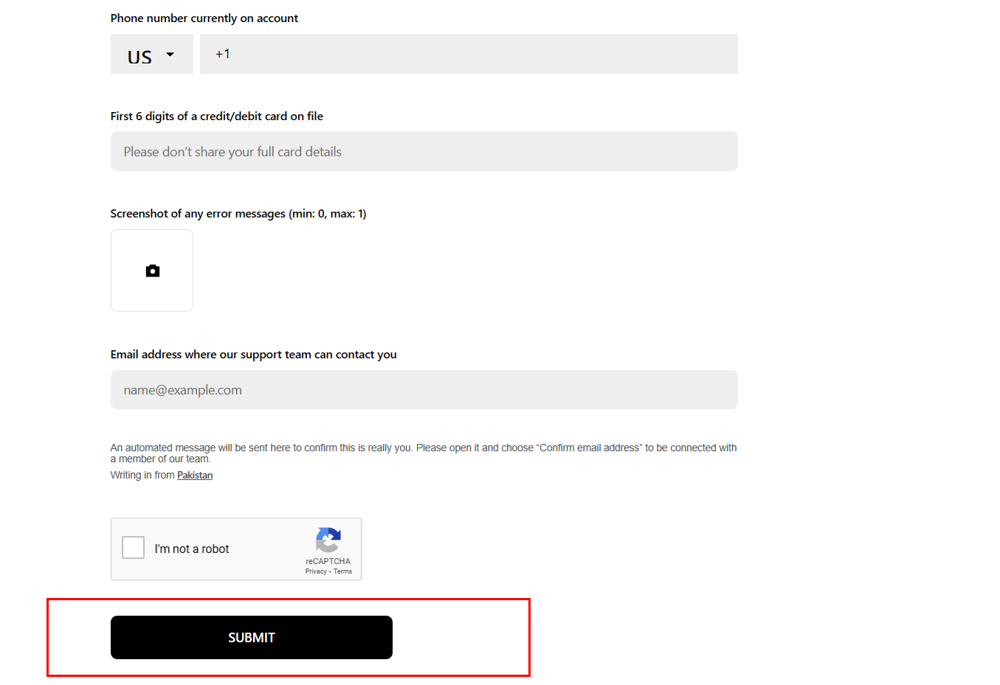 Phone number currently on account
US
+1
First 6 digits of a credit/debit card on file
Please don't share your full card details
Screenshot of any error messages (min: 0, max: 1)
Email address where our support team can contact you
name@example.com
An automated message will be sent here to confirm this is really you. Please open it and choose “Confirm email address” to be connected with
a member of our team.
Writing in from Pakistan
I'm not a robot
reCAPTCHA
Privacy - Terms
SUBMIT